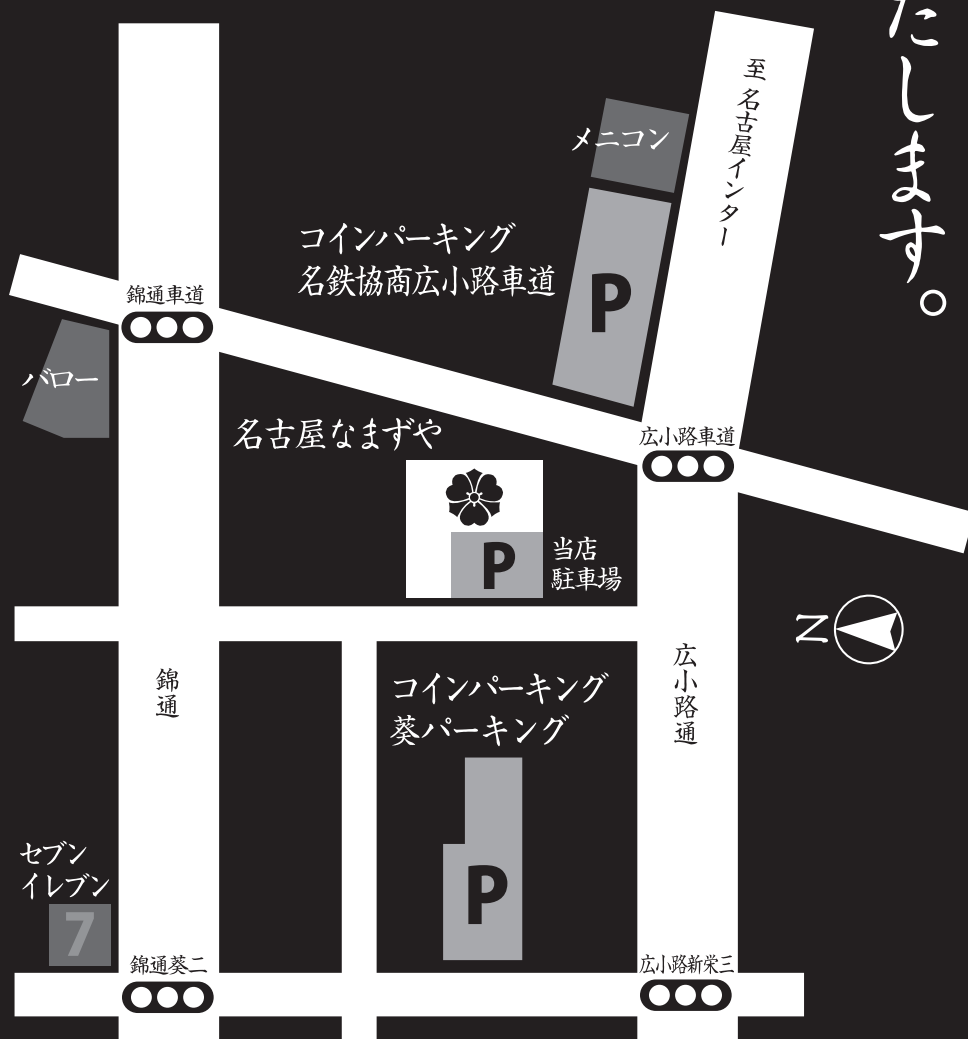 たします。
至 名古屋インター
メニコン
コインパーキング
名鉄協商広小路車道
P
錦通車道
バロー
名古屋なまずや
広小路車道
P
当店
駐車場
N
錦通
広小路通
コインパーキング
葵パーキング
P
セブン
イレブン
7
錦通葵二
広小路新栄三